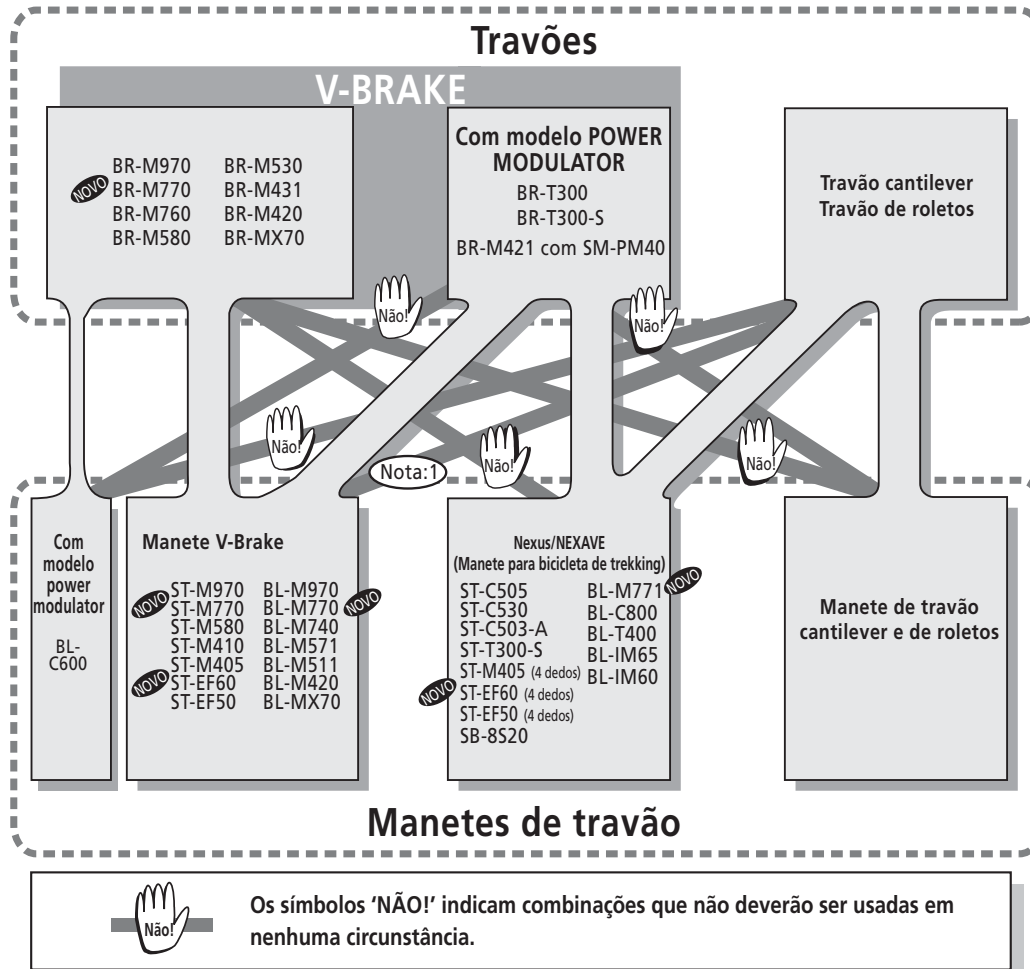 Travões
V-BRAKE
BR-M970 BR-M530
NOVO BR-M770 BR-M431
BR-M760 BR-M420
BR-M580 BR-MX70
Com modelo POWER
MODULATOR
BR-T300
BR-T300-S
BR-M421 com SM-PM40
Travão cantilever
Travão de roletos
Não!
Não!
Não!
Nota:1
Não!
Não!
Com
modelo
power
modulator
BL-
C600
Manete V-Brake
ST-M970 BL-M970
NOVO ST-M770 BL-M770 NOVO
ST-M580 BL-M740
ST-M410 BL-M571
ST-M405 BL-M511
NOVO ST-EF60 BL-M420
ST-EF50 BL-MX70
Nexus/NEXAVE
(Manete para bicicleta de trekking)
ST-C505 BL-M771 NOVO
ST-C530 BL-C800
ST-C503-A BL-T400
ST-T300-S BL-IM65
ST-M405 (4 dedos) BL-IM60
NOVO ST-EF60 (4 dedos)
ST-EF50 (4 dedos)
SB-8S20
Manete de travão
cantilever e de roletos
Manetes de travão
Não!
Os símbolos ‘NÃO!’ indicam combinações que não deverão ser usadas em
nenhuma circunstância.